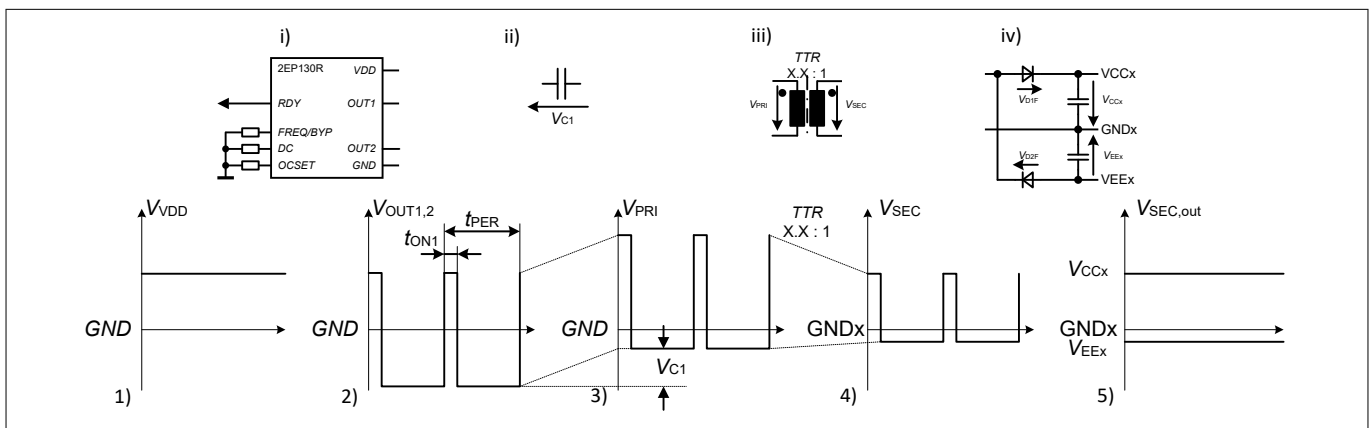 i)
ii)
iii)
iv)
2EP130R
VDD
RDY
OUT1
FREQ/BYP
DC
OUT2
OCSET
GND
VC1
TTR
X.X : 1
VPRI
VSEC
VD1F
VCCx
VCCx
GNDx
VD2F
VEEx
VEEx
VVDD
GND
1)
VOUT1,2
tPER
tON1
GND
2)
VPRI
GND
VC1
3)
TTR
X.X : 1
VSEC
GNDx
4)
VSEC,out
VCCx
GNDx
VEEx
5)